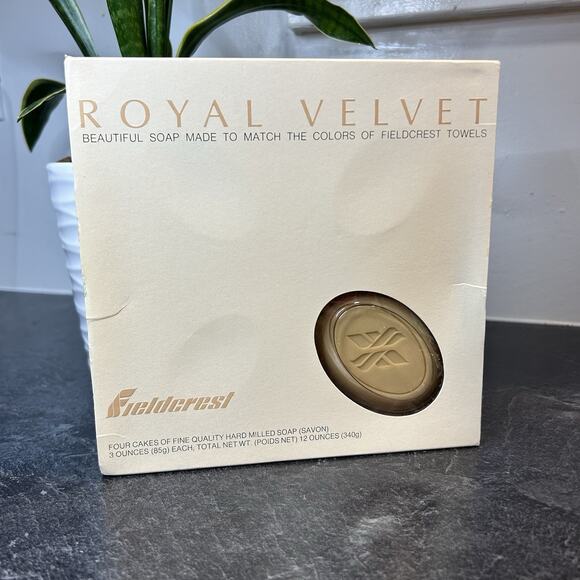 ROYAL VELVET
BEAUTIFUL SOAP MADE TO MATCH THE COLORS OF FIELDCREST TOWELS
Fieldcrest
FOUR CAKES OF FINE QUALITY HARD MILLED SOAP (SAVON)
3 OUNCES (85g) EACH, TOTAL NET WT. (POIDS NET) 12 OUNCES (340g)